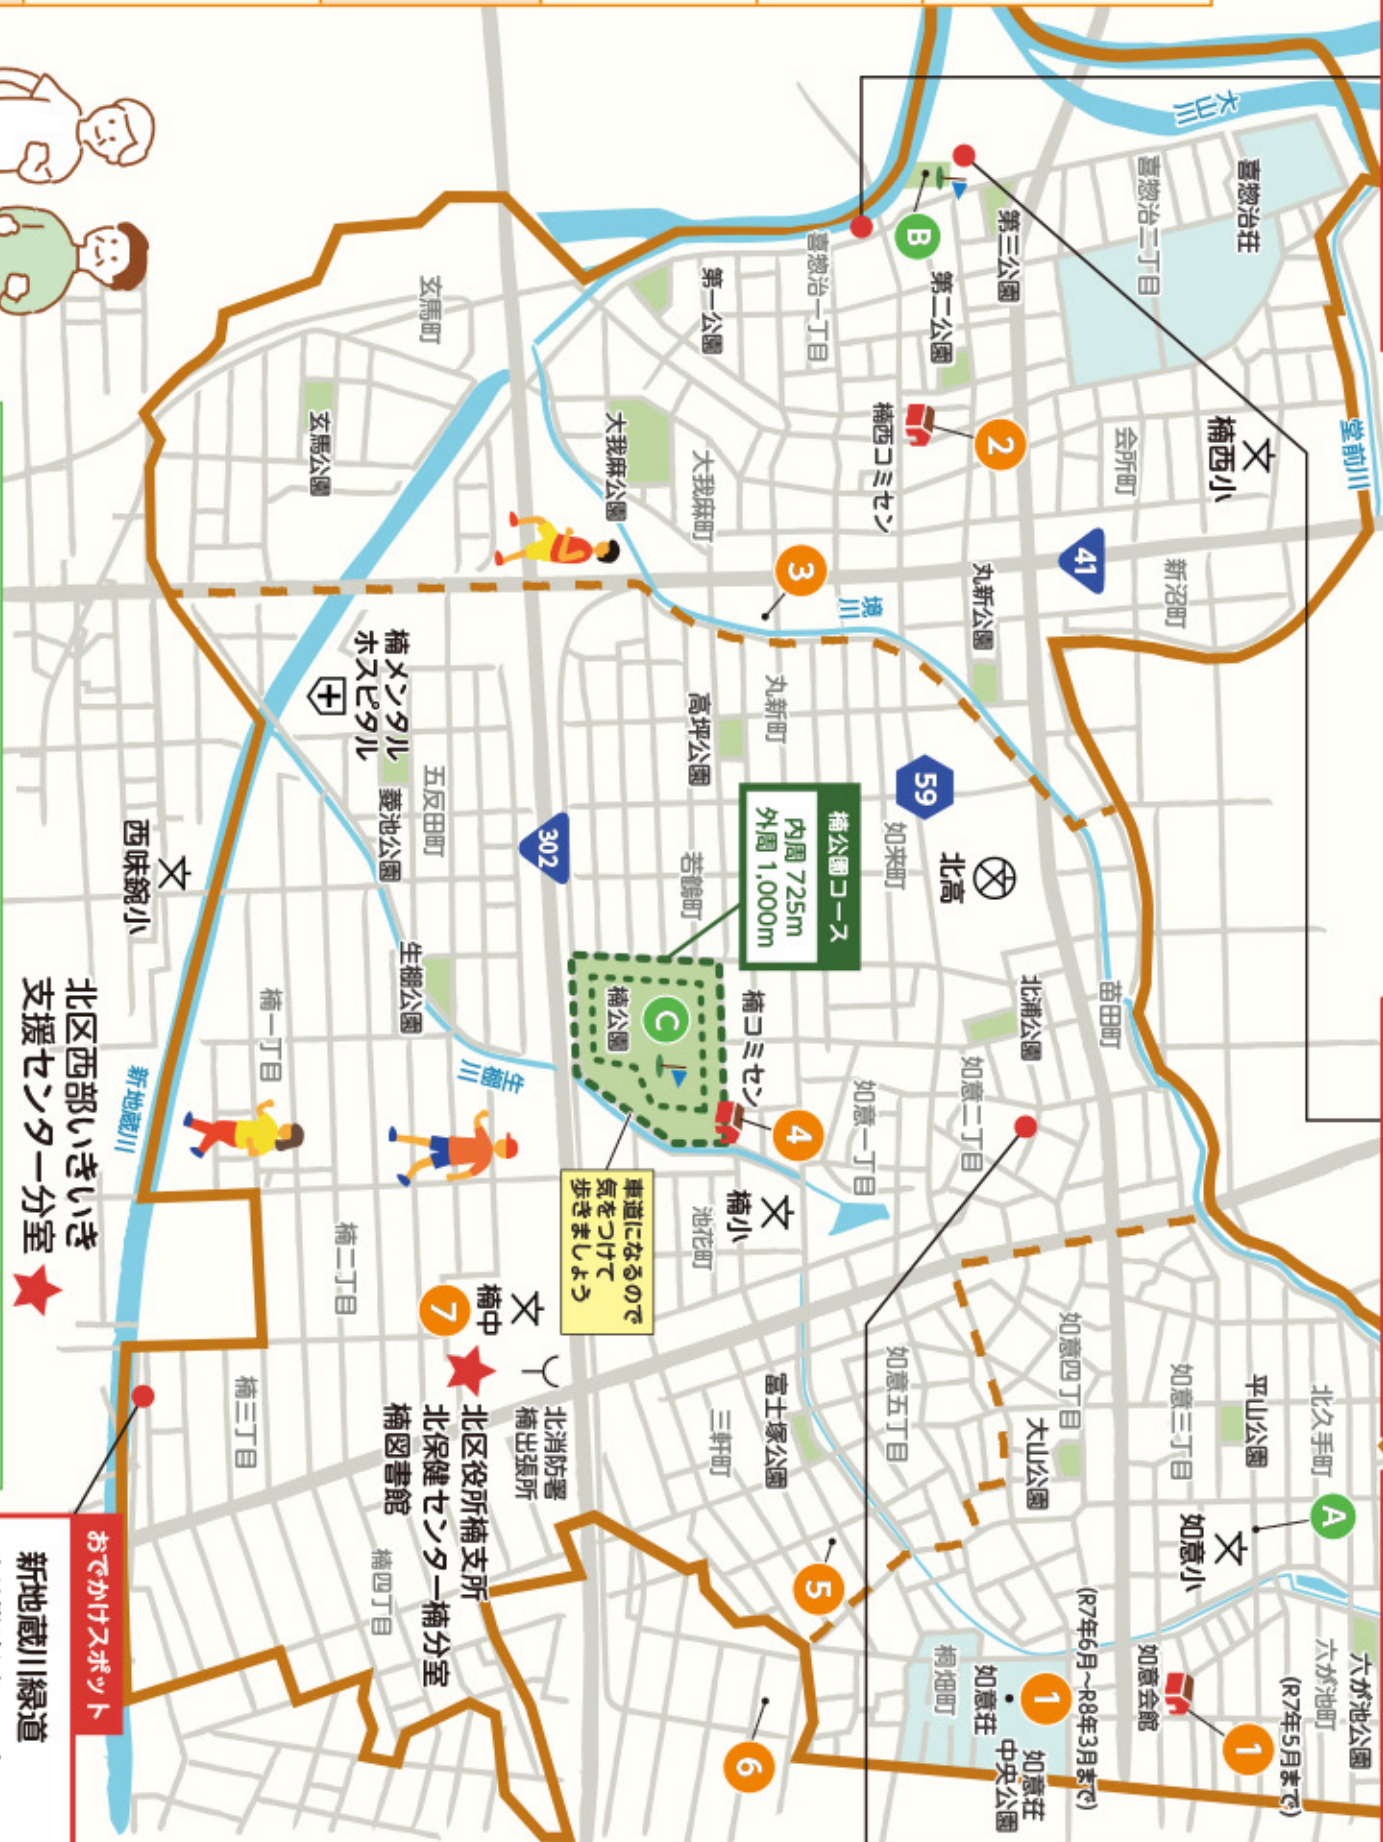 大山川
喜惣治荘
喜惣治二丁目
第三公園
B
第二公園
喜惣治一丁目
第一公園
玄馬町
玄馬公園
堂前川
楠西小
会所町
2
楠西コミセン
大我麻町
大我麻公園
41
新沼町
丸新公園
境川
3
丸新町
高坪公園
楠メンタル
ホスピタル
五反田町
菱池公園
西味鋺小
59
如来町
北高
楠公園コース
内周 725m
外周 1,000m
若鶴町
302
苗田町
北浦公園
如意二丁目
如意一丁目
楠コミセン
4
C
楠公園
生棚公園
生棚川
楠一丁目
新地蔵川
北区西部いきいき
支援センター分室
楠小
池花町
車道になるので
気をつけて
歩きましょう
楠中
7
楠二丁目
楠三丁目
北消防署
楠出張所
北区役所楠支所
北保健センター楠分室
楠図書館
楠四丁目
北久手町
A
平山公園
如意三丁目
如意小
如意四丁目
大山公園
如意五丁目
富士塚公園
三軒町
5
6
六が池公園
六が池町
(R7年5月まで)
1
如意会館
(R7年6月～R8年3月まで)
1
如意荘
中央公園
如意荘
桐畑町
おでかけスポット
新地蔵川緑道